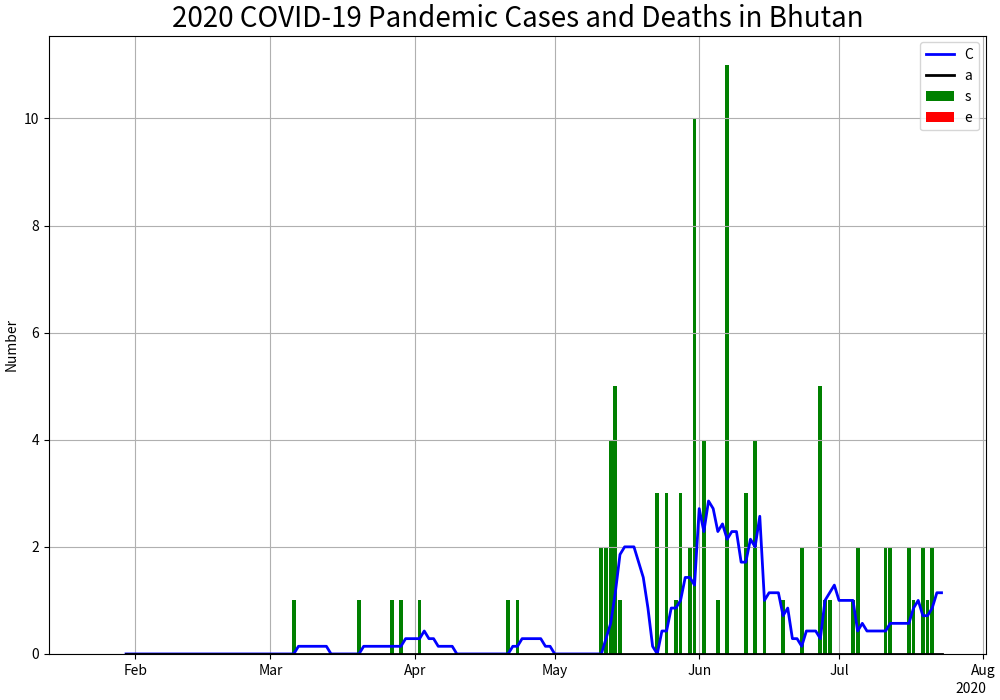 2020 COVID-19 Pandemic Cases and Deaths in Bhutan
C
a
s
e
10
8
6
4
2
0
Number
Feb Mar Apr May Jun Jul Aug
2020